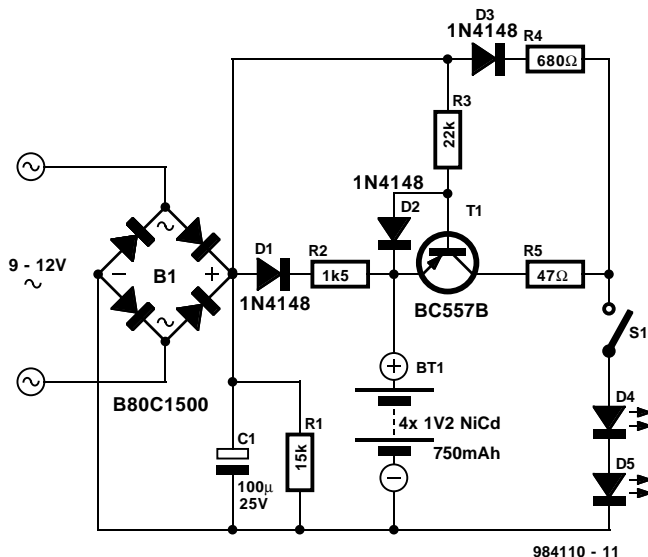 D3
1N4148
R4
680Ω
R3
22k
1N4148
D2
T1
9 - 12V
~
~
~
B1
−
+
~
~
D1
1N4148
R2
1k5
BC557B
R5
47Ω
S1
B80C1500
+
BT1
4x 1V2 NiCd
750mAh
−
C1
100µ
25V
R1
15k
D4
D5
984110 - 11